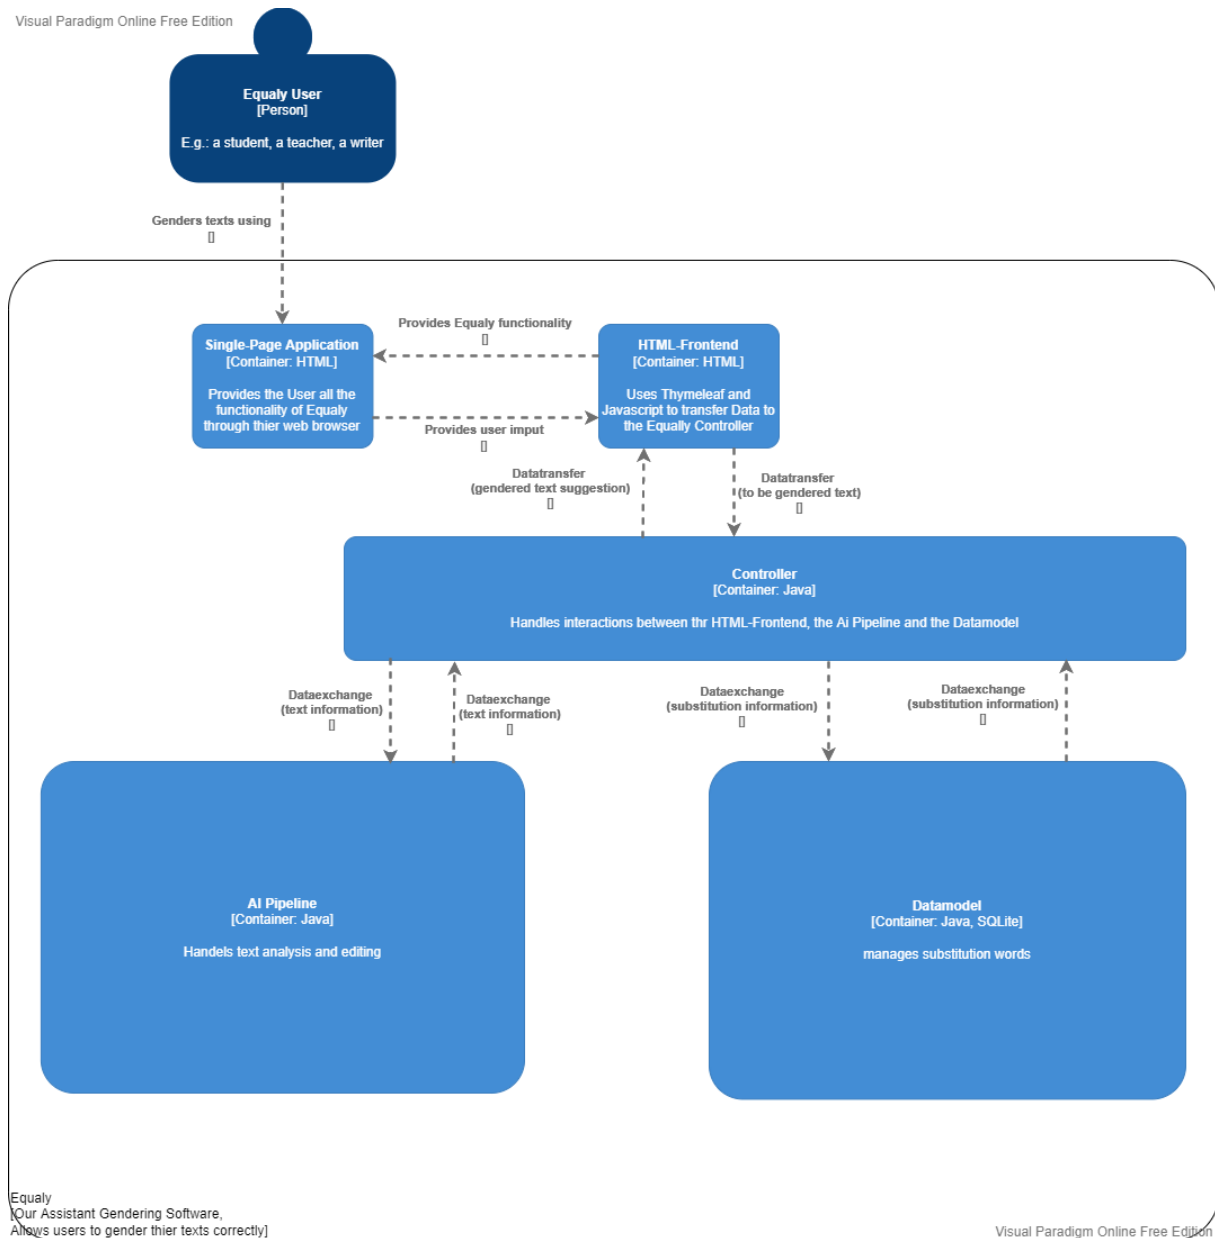 Visual Paradigm Online Free Edition
Equaly User
[Person]
E.g.: a student, a teacher, a writer
Genders texts using
[]
Single-Page Application
[Container: HTML]
Provides the User all the
functionality of Equaly
through thier web browser
Provides Equaly functionality
[]
HTML-Frontend
[Container: HTML]
Uses Thymeleaf and
Javascript to transfer Data to
the Equally Controller
Provides user imput
[]
Datatransfer
(gendered text suggestion)
[]
Datatransfer
(to be gendered text)
[]
Controller
[Container: Java]
Handles interactions between thr HTML-Frontend, the Ai Pipeline and the Datamodel
Dataexchange
(text information)
[]
Dataexchange
(text information)
[]
Dataexchange
(substitution information)
[]
Dataexchange
(substitution information)
[]
AI Pipeline
[Container: Java]
Handels text analysis and editing
Datamodel
[Container: Java, SQLite]
manages substitution words
Equaly
[Our Assistant Gendering Software,
Allows users to gender thier texts correctly]
Visual Paradigm Online Free Edition